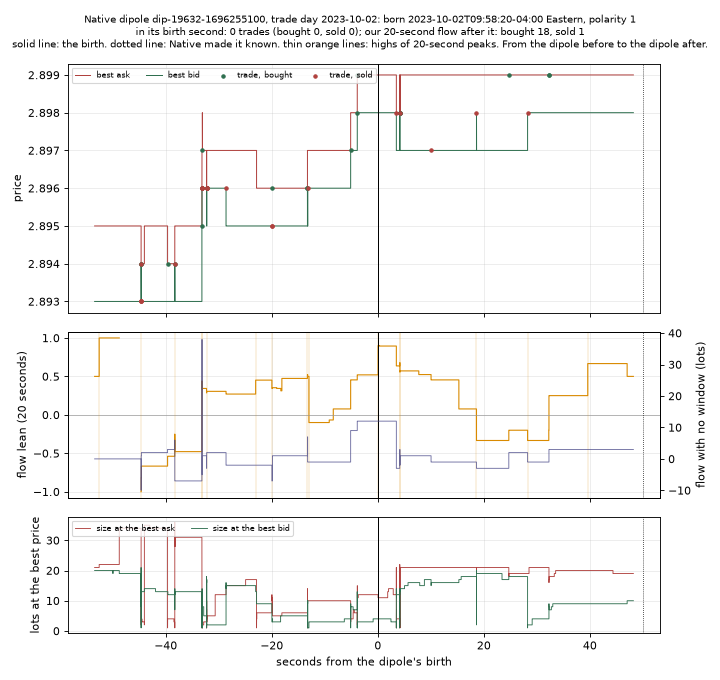 Native dipole dip-19632-1696255100, trade day 2023-10-02: born 2023-10-02T09:58:20-04:00 Eastern, polarity 1
in its birth second: 0 trades (bought 0, sold 0); our 20-second flow after it: bought 18, sold 1
solid line: the birth. dotted line: Native made it known. thin orange lines: highs of 20-second peaks. From the dipole before to the dipole after.
best ask
best bid
trade, bought
trade, sold
2.899
2.898
2.897
2.896
2.895
2.894
2.893
price
1.0
0.5
0.0
−0.5
−1.0
flow lean (20 seconds)
40
30
20
10
0
−10
flow with no window (lots)
size at the best ask
size at the best bid
30
20
10
0
lots at the best price
−40
−20
0
20
40
seconds from the dipole's birth